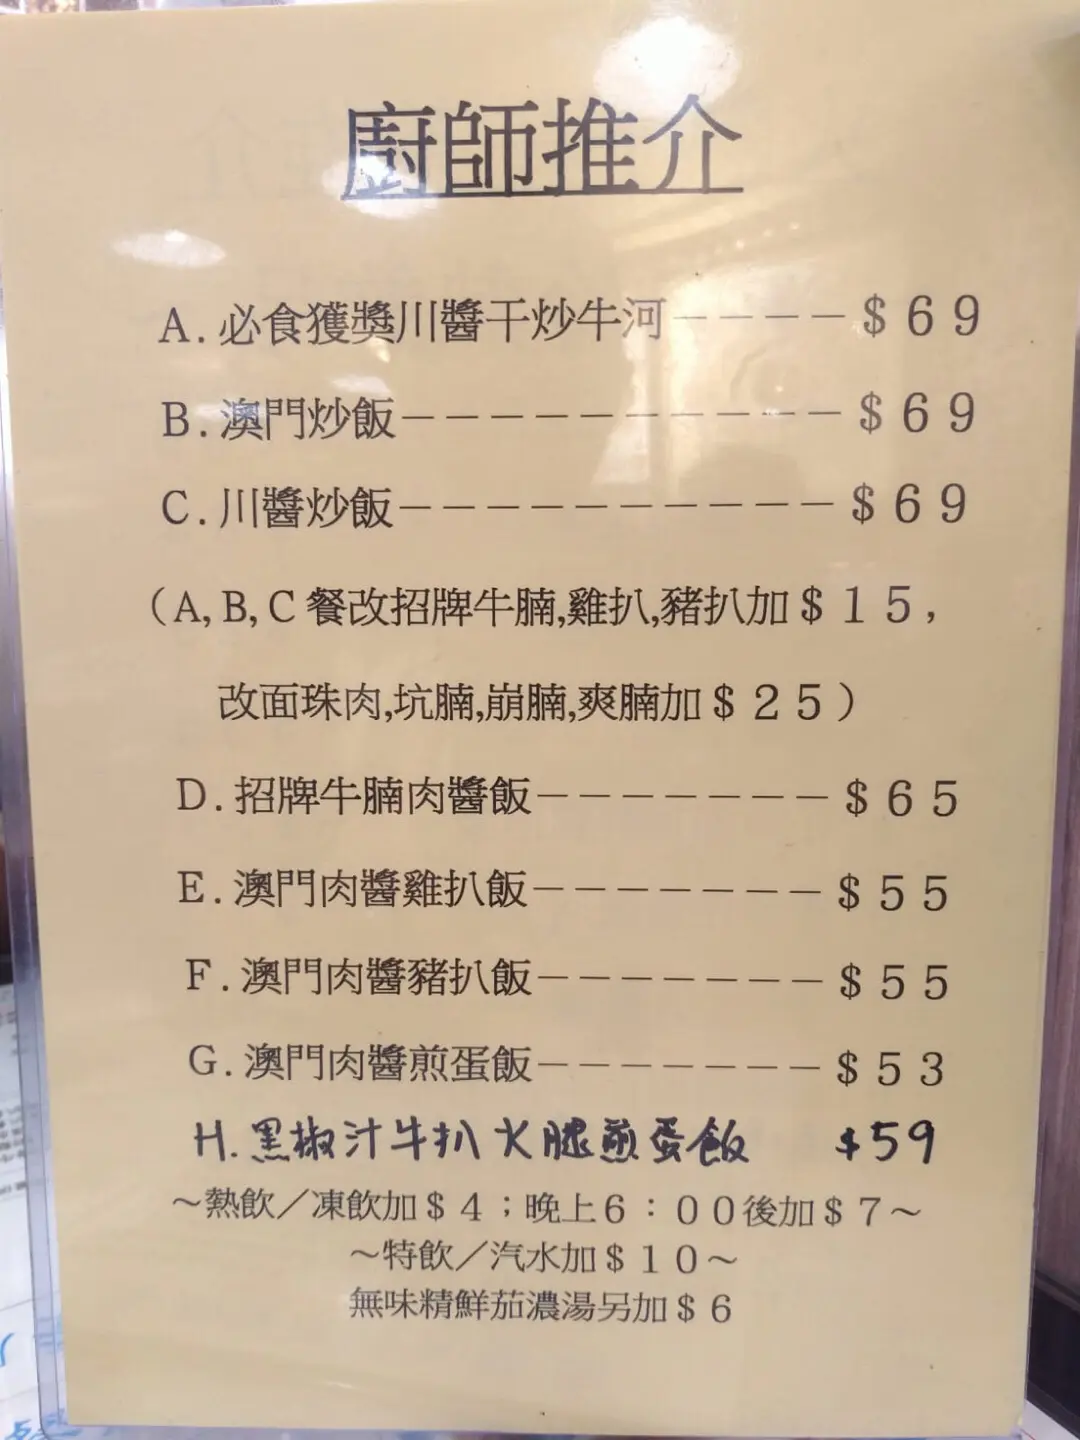 廚師推介
A.必食獲獎川醬干炒牛河－－－－＄６９
B.澳門炒飯－－－－－－－－－－＄６９
C.川醬炒飯－－－－－－－－－－＄６９
（A, B, C 餐改招牌牛腩,雞扒,豬扒加＄１５，
改面珠肉,坑腩,崩腩,爽腩加＄２５）
D.招牌牛腩肉醬飯－－－－－－－＄６５
E.澳門肉醬雞扒飯－－－－－－－＄５５
F.澳門肉醬豬扒飯－－－－－－－＄５５
G.澳門肉醬煎蛋飯－－－－－－－＄５３
H.黑椒汁牛扒火腿煎蛋飯 $59
～熱飲／凍飲加＄４；晚上６：００後加＄７～
～特飲／汽水加＄１０～
無味精鮮茄濃湯另加＄６